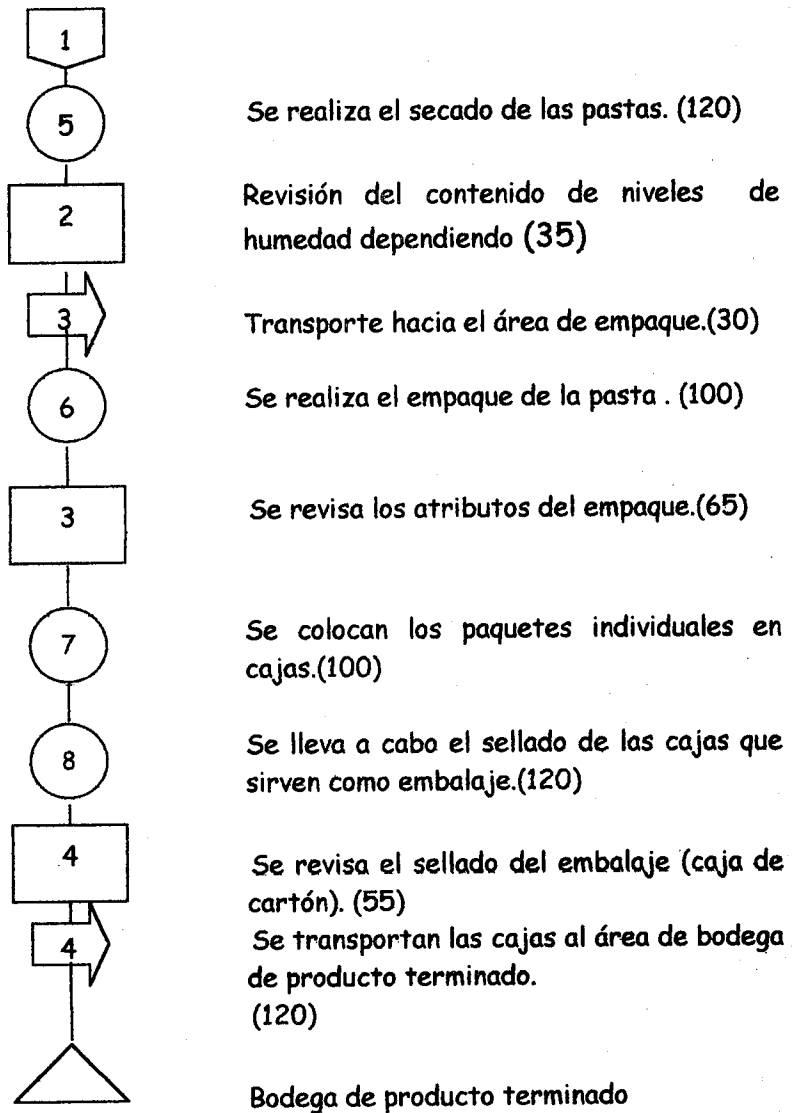 1
5
Se realiza el secado de las pastas. (120)
2
Revisión del contenido de niveles de
humedad dependiendo (35)
3
Transporte hacia el área de empaque.(30)
6
Se realiza el empaque de la pasta . (100)
3
Se revisa los atributos del empaque.(65)
7
Se colocan los paquetes individuales en
cajas.(100)
8
Se lleva a cabo el sellado de las cajas que
sirven como embalaje.(120)
4
Se revisa el sellado del embalaje (caja de
cartón). (55)
4
Se transportan las cajas al área de bodega
de producto terminado.
(120)
Bodega de producto terminado